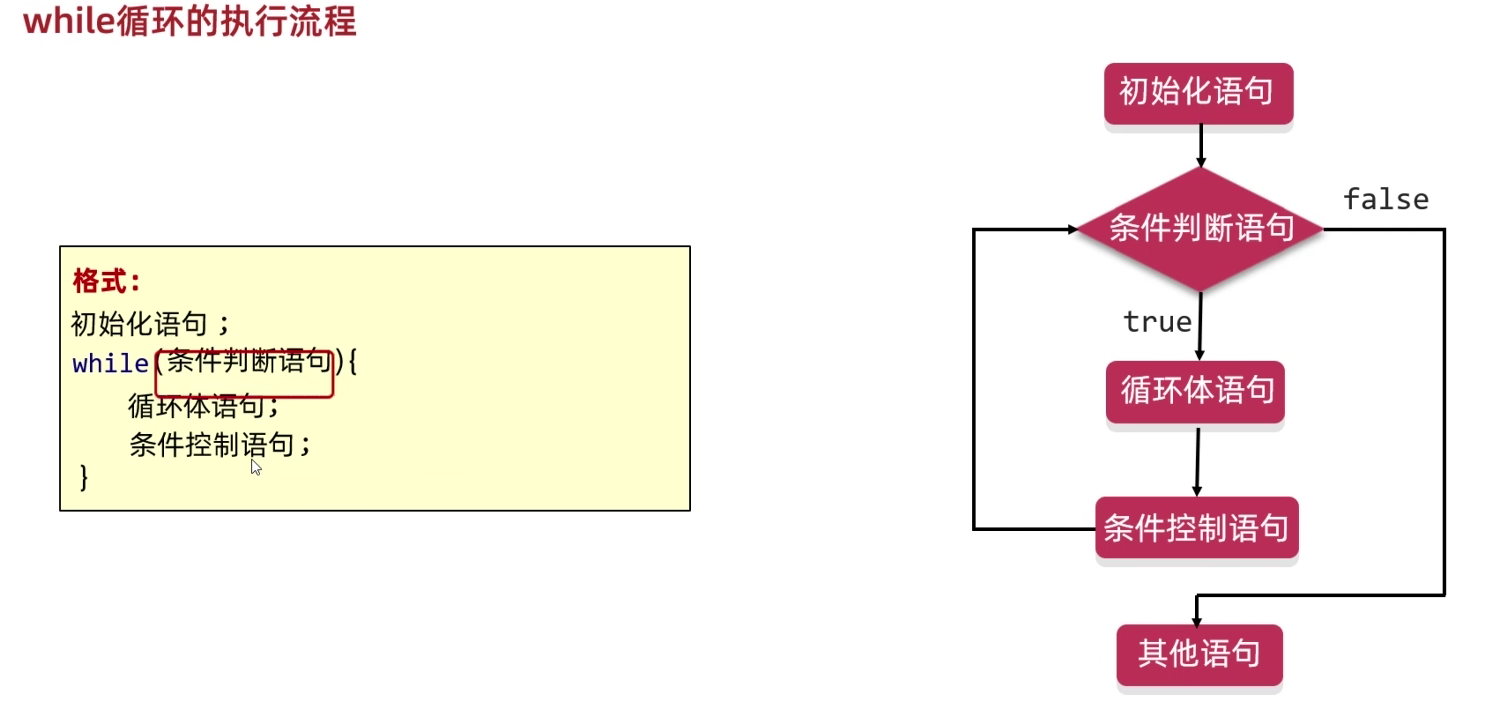 while循环的执行流程
格式：
初始化语句 ;
while(条件判断语句){
循环体语句;
条件控制语句;
}
初始化语句
条件判断语句
false
true
循环体语句
条件控制语句
其他语句